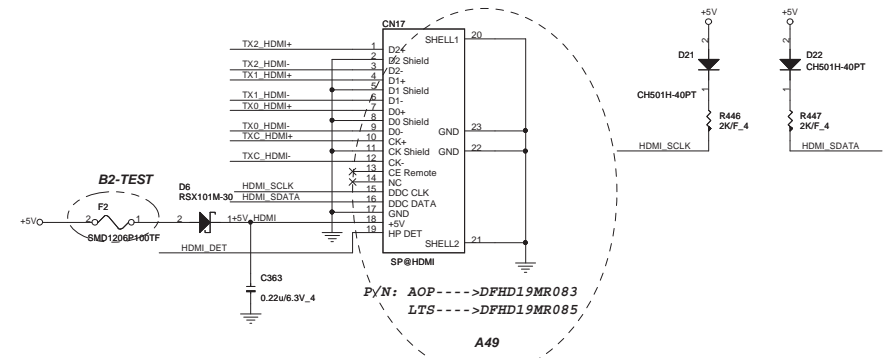 CN17
TX2_HDMI+ 1 D2+ SHELL1 20
2 D2 Shield
TX2_HDMI- 3 D2-
TX1_HDMI+ 4 D1+
5 D1 Shield
TX1_HDMI- 6 D1-
TX0_HDMI+ 7 D0+
8 D0 Shield
TX0_HDMI- 9 D0- GND 23
TXC_HDMI+ 10 CK+
11 CK Shield GND 22
TXC_HDMI- 12 CK-
13 CE Remote
14 NC
HDMI_SCLK 15 DDC CLK
HDMI_SDATA 16 DDC DATA
17 GND
18 +5V
19 HP DET
SHELL2 21
SP@HDMI
B2-TEST
F2
+5V 2 1
SMD1206P100TF
D6
RSX101M-30
2 1 +5V_HDMI
HDMI_DET
C363
0.22u/6.3V_4
P/N: AOP---->DFHD19MR083
LTS---->DFHD19MR085
A49
+5V +5V
2 2
D21 D22
CH501H-40PT
CH501H-40PT
1 1
R446 R447
2K/F_4 2K/F_4
HDMI_SCLK HDMI_SDATA